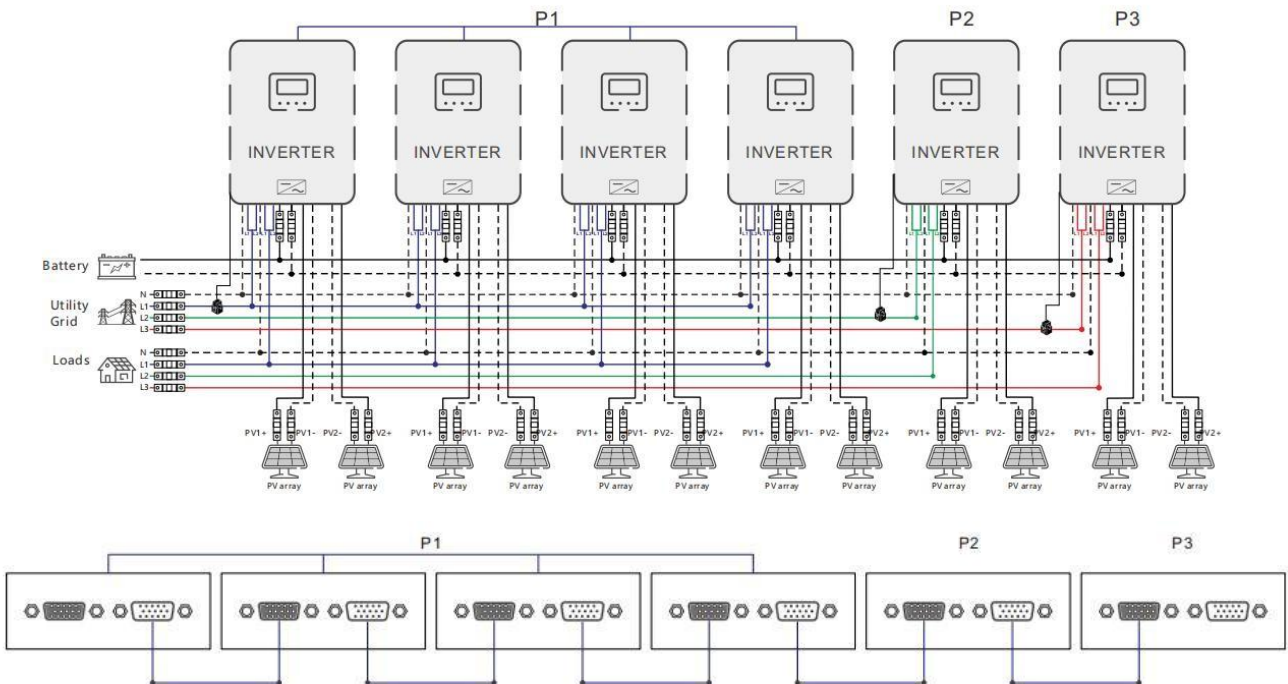 P1 P2 P3
INVERTER INVERTER INVERTER INVERTER INVERTER INVERTER
Battery
N
Utility L1
Grid L2
L3
N
Loads L1
L2
L3
PV1+ PV1- PV2- PV2+ PV1+ PV1- PV2- PV2+ PV1+ PV1- PV2- PV2+ PV1+ PV1- PV2- PV2+ PV1+ PV1- PV2- PV2+ PV1+ PV1- PV2- PV2+
PV array PV array PV array PV array PV array PV array PV array PV array PV array PV array PV array PV array
P1 P2 P3